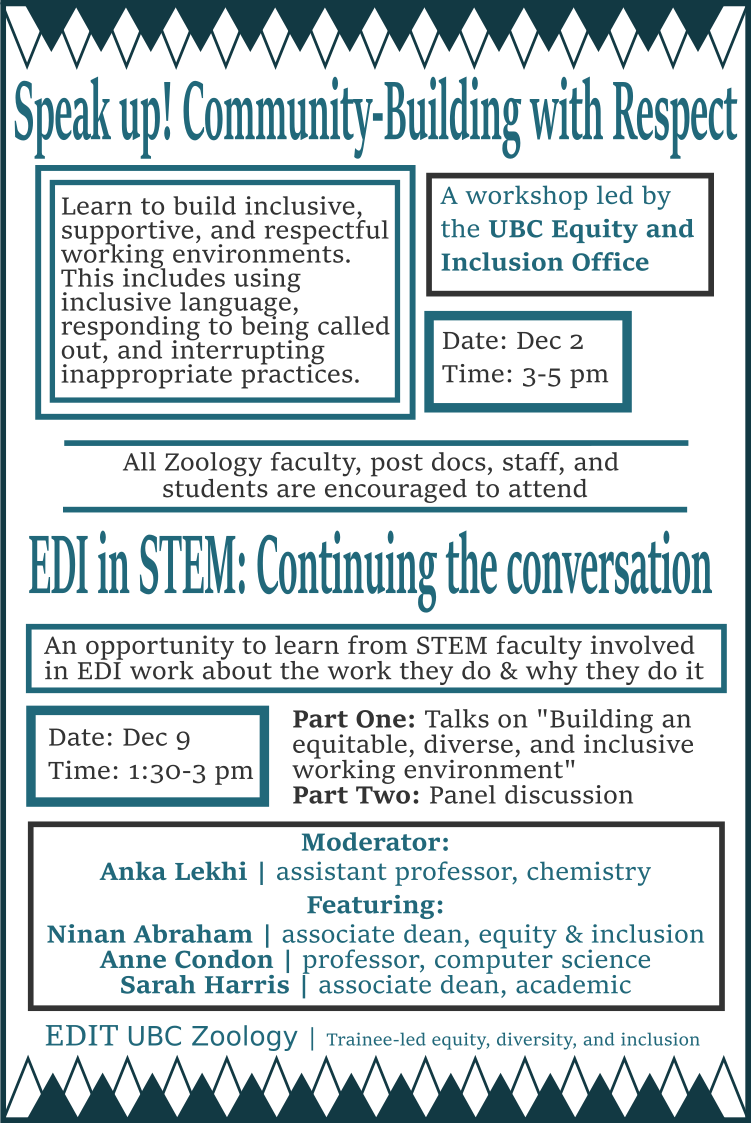 Speak up! Community-Building with Respect
Learn to build inclusive,
supportive, and respectful
working environments.
This includes using
inclusive language,
responding to being called
out, and interrupting
inappropriate practices.
A workshop led by
the UBC Equity and
Inclusion Office
Date: Dec 2
Time: 3-5 pm
All Zoology faculty, post docs, staff, and
students are encouraged to attend
EDI in STEM: Continuing the conversation
An opportunity to learn from STEM faculty involved
in EDI work about the work they do & why they do it
Date: Dec 9
Time: 1:30-3 pm
Part One: Talks on "Building an
equitable, diverse, and inclusive
working environment"
Part Two: Panel discussion
Moderator:
Anka Lekhi | assistant professor, chemistry
Featuring:
Ninan Abraham | associate dean, equity & inclusion
Anne Condon | professor, computer science
Sarah Harris | associate dean, academic
EDIT UBC Zoology | Trainee-led equity, diversity, and inclusion